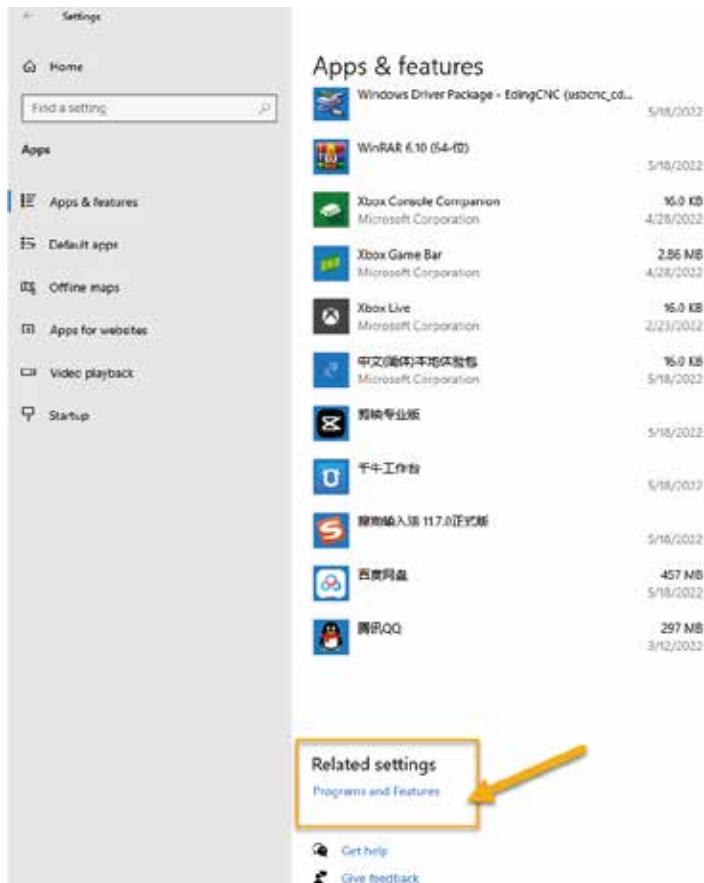 Settings
Home
Find a setting
Apps
Apps & features
Default apps
Offline maps
Apps for websites
Video playback
Startup
Apps & features
Windows Driver Package - EdingCNC (usbcnc_cd...
5/18/2022
WinRAR 6.10 (64-位)
5/18/2022
Xbox Console Companion 16.0 KB
Microsoft Corporation 4/28/2022
Xbox Game Bar 2.86 MB
Microsoft Corporation 4/28/2022
Xbox Live 16.0 KB
Microsoft Corporation 2/23/2022
中文(简体)本地体验包 16.0 KB
Microsoft Corporation 5/18/2022
剪映专业版
5/18/2022
千牛工作台
5/18/2022
搜狗输入法 11.7.0正式版
5/18/2022
百度网盘 457 MB
5/18/2022
腾讯QQ 297 MB
3/12/2022
Related settings
Programs and Features
Get help
Give feedback